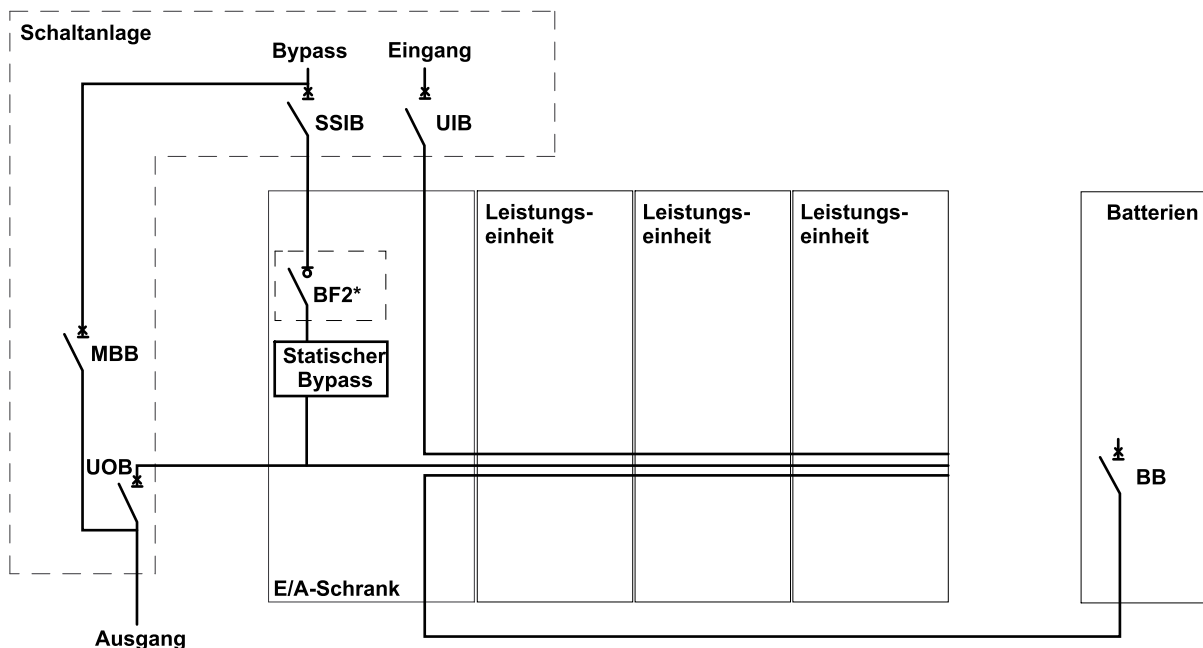 Schaltanlage
Bypass
Eingang
SSIB
UIB
Leistungs-
einheit
Leistungs-
einheit
Leistungs-
einheit
Batterien
BF2*
MBB
Statischer
Bypass
UOB
BB
E/A-Schrank
Ausgang